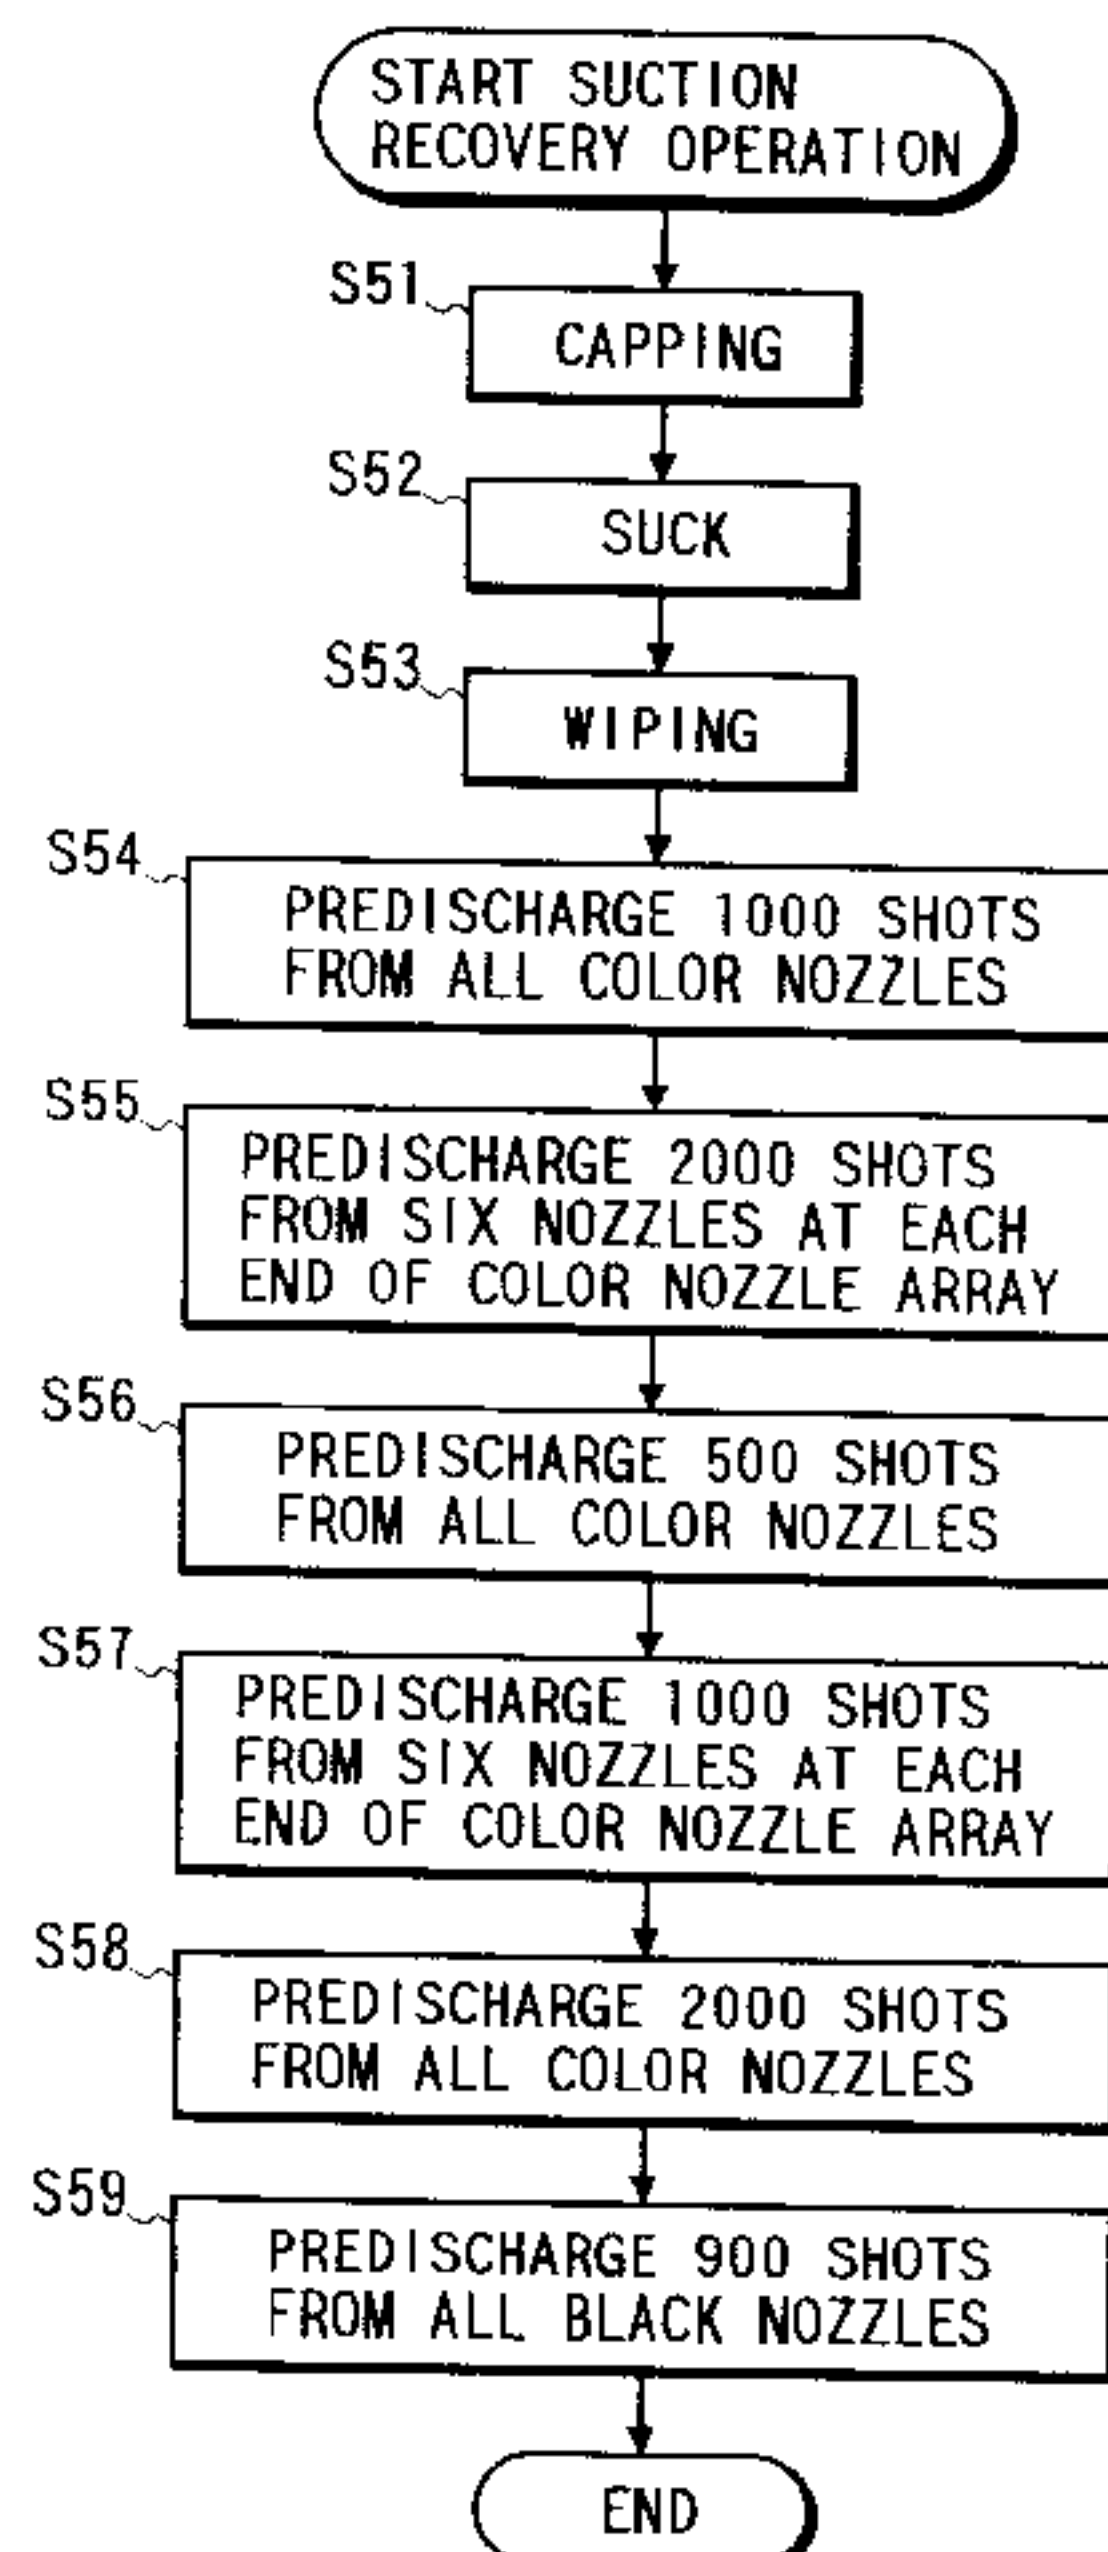 START SUCTION
RECOVERY OPERATION
S51
CAPPING
S52
SUCK
S53
WIPING
S54
PREDISCHARGE 1000 SHOTS
FROM ALL COLOR NOZZLES
S55
PREDISCHARGE 2000 SHOTS
FROM SIX NOZZLES AT EACH
END OF COLOR NOZZLE ARRAY
S56
PREDISCHARGE 500 SHOTS
FROM ALL COLOR NOZZLES
S57
PREDISCHARGE 1000 SHOTS
FROM SIX NOZZLES AT EACH
END OF COLOR NOZZLE ARRAY
S58
PREDISCHARGE 2000 SHOTS
FROM ALL COLOR NOZZLES
S59
PREDISCHARGE 900 SHOTS
FROM ALL BLACK NOZZLES
END